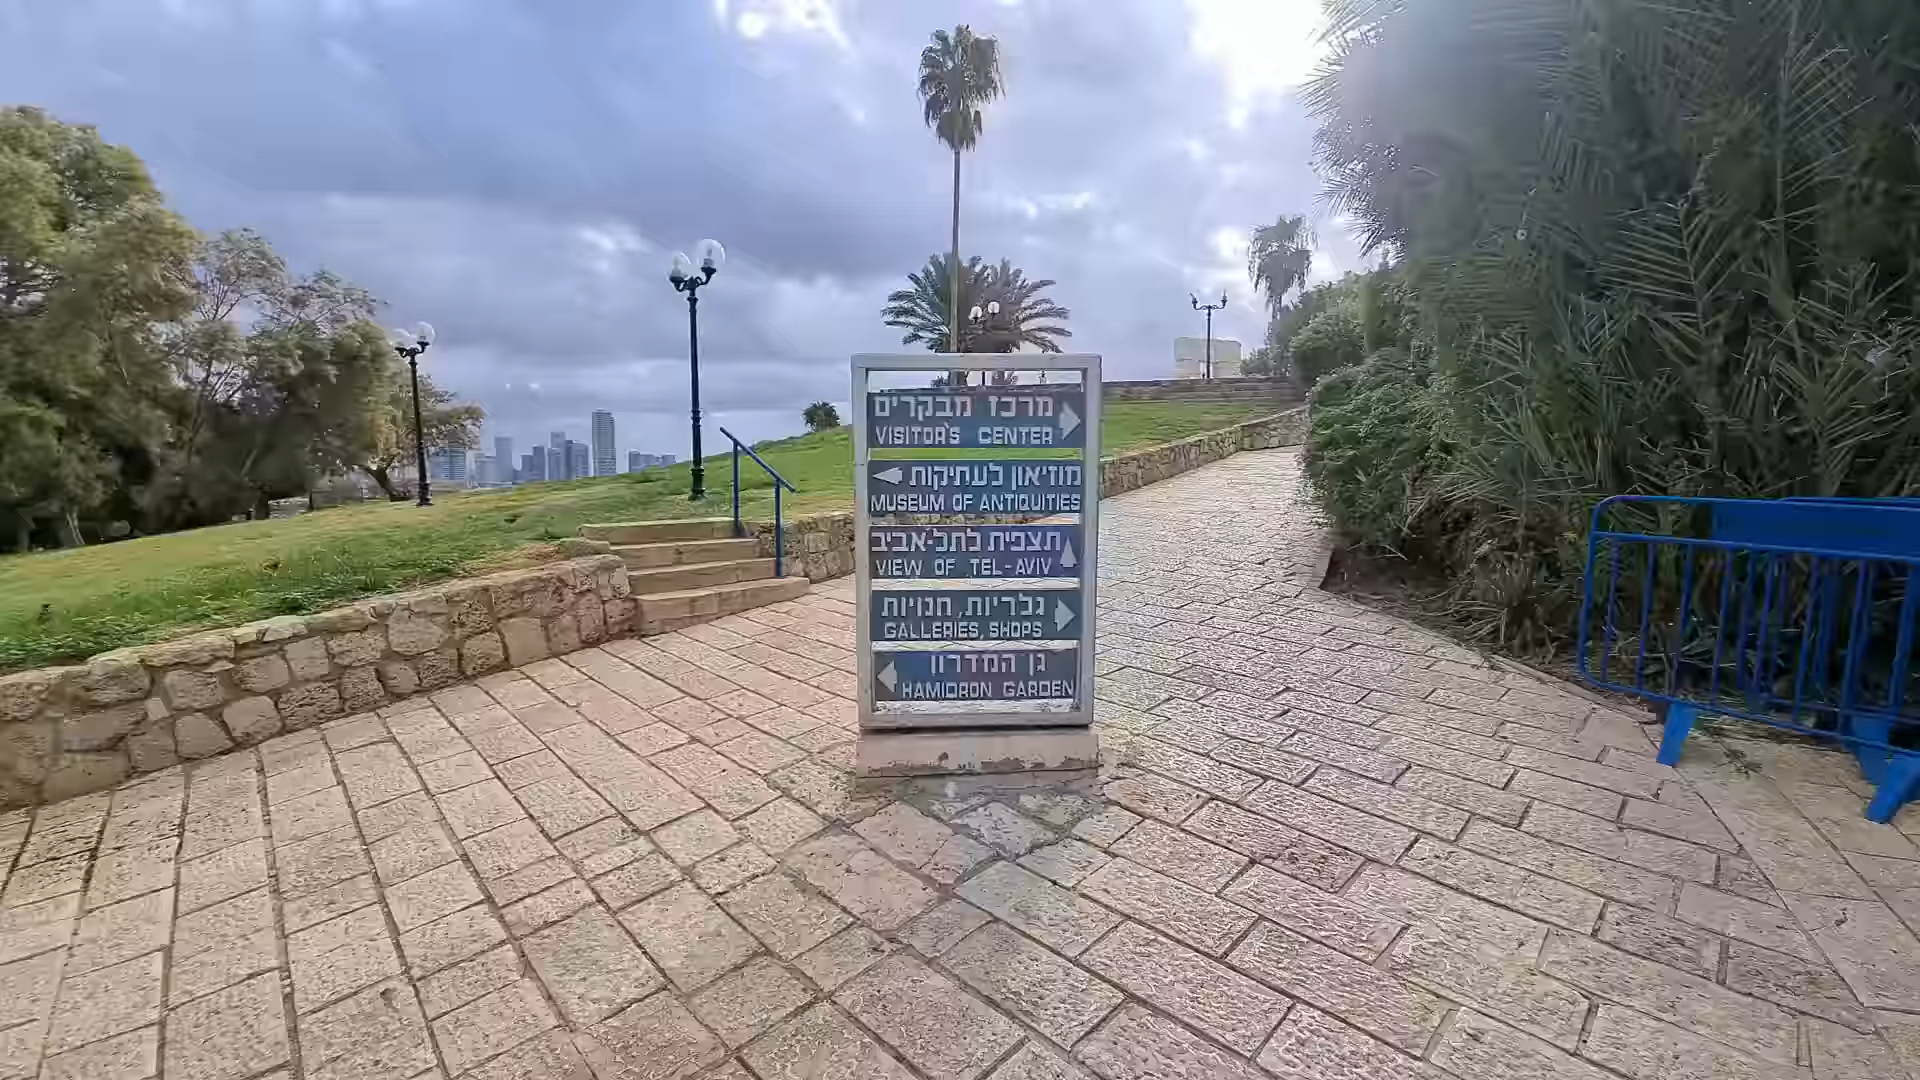 מרכז מבקרים
VISITOR'S CENTER
מוזיאון לעתיקות
MUSEUM OF ANTIQUITIES
תצפית לתל-אביב
VIEW OF TEL-AVIV
גלריות, חנויות
GALLERIES, SHOPS
גן המדרון
HAMIDRON GARDEN